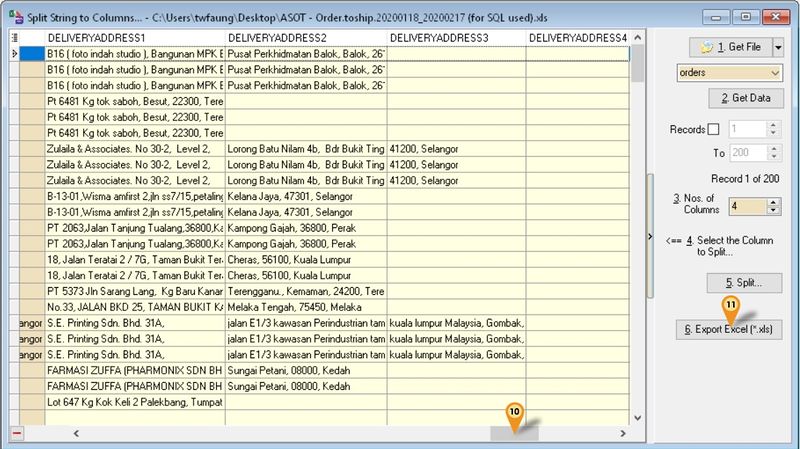 Split String to Columns... - C:\Users\twfaung\Desktop\ASOT - Order.toship.20200118_20200217 (for SQL used).xls
DELIVERYADDRESS1 DELIVERYADDRESS2 DELIVERYADDRESS3 DELIVERYADDRESS4
B16 ( foto indah studio ), Bangunan MPK B Pusat Perkhidmatan Balok, Balok, 26
B16 ( foto indah studio ), Bangunan MPK B Pusat Perkhidmatan Balok, Balok, 26
B16 ( foto indah studio ), Bangunan MPK B Pusat Perkhidmatan Balok, Balok, 26
Pt 6481 Kg tok saboh, Besut, 22300, Tere
Pt 6481 Kg tok saboh, Besut, 22300, Tere
Pt 6481 Kg tok saboh, Besut, 22300, Tere
Zulaila & Associates. No 30-2, Level 2, Lorong Batu Nilam 4b, Bdr Bukit Ting 41200, Selangor
Zulaila & Associates. No 30-2, Level 2, Lorong Batu Nilam 4b, Bdr Bukit Ting 41200, Selangor
Zulaila & Associates. No 30-2, Level 2, Lorong Batu Nilam 4b, Bdr Bukit Ting 41200, Selangor
B-13-01,Wisma amfirst 2,jln ss7/15,petaling Kelana Jaya, 47301, Selangor
B-13-01,Wisma amfirst 2,jln ss7/15,petaling Kelana Jaya, 47301, Selangor
PT 2063,Jalan Tanjung Tualang,36800,Ka Kampong Gajah, 36800, Perak
PT 2063,Jalan Tanjung Tualang,36800,Ka Kampong Gajah, 36800, Perak
18, Jalan Teratai 2 / 7G, Taman Bukit Ter Cheras, 56100, Kuala Lumpur
18, Jalan Teratai 2 / 7G, Taman Bukit Ter Cheras, 56100, Kuala Lumpur
PT 5373 Jln Sarang Lang, Kg Baru Kanar Terengganu., Kemaman, 24200, Tere
No.33, JALAN BKD 25, TAMAN BUKIT KA Melaka Tengah, 75450, Melaka
angor S.E. Printing Sdn. Bhd. 31A, jalan E1/3 kawasan Perindustrian tam kuala lumpur Malaysia, Gombak,
angor S.E. Printing Sdn. Bhd. 31A, jalan E1/3 kawasan Perindustrian tam kuala lumpur Malaysia, Gombak,
angor S.E. Printing Sdn. Bhd. 31A, jalan E1/3 kawasan Perindustrian tam kuala lumpur Malaysia, Gombak,
FARMASI ZUFFA (PHARMONIX SDN BH Sungai Petani, 08000, Kedah
FARMASI ZUFFA (PHARMONIX SDN BH Sungai Petani, 08000, Kedah
Lot 647 Kg Kok Keli 2 Palekbang, Tumpat
10
1. Get File
orders
2. Get Data
Records 1
To 200
Record 1 of 200
3. Nos. of Columns 4
<== 4. Select the Column to Split...
5. Split...
11
6. Export Excel (*.xls)